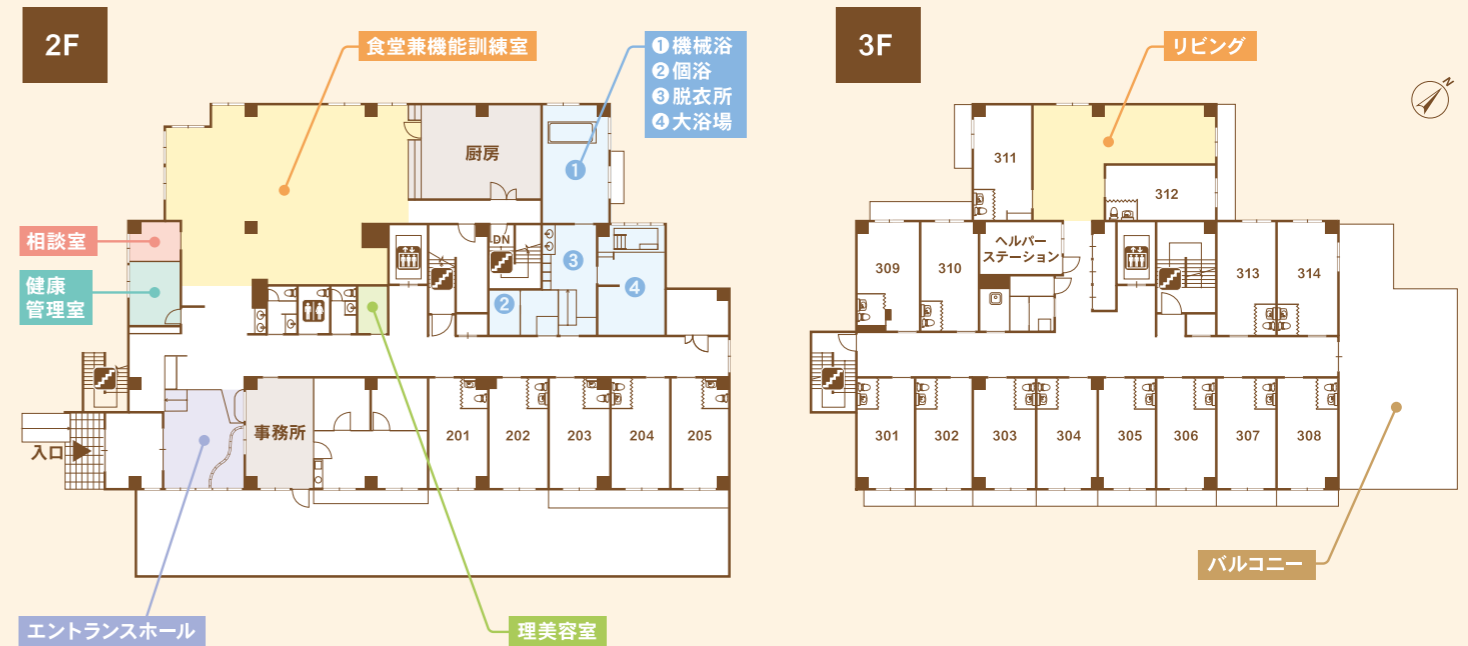 2F
食堂兼機能訓練室
❶機械浴
❷個浴
❸脱衣所
❹大浴場
厨房
❶
相談室
DN
❸
健康
管理室
❷
❹
入口
事務所
201
202
203
204
205
エントランスホール
理美容室
3F
リビング
N
311
312
309
310
ヘルパー
ステーション
313
314
301
302
303
304
305
306
307
308
バルコニー